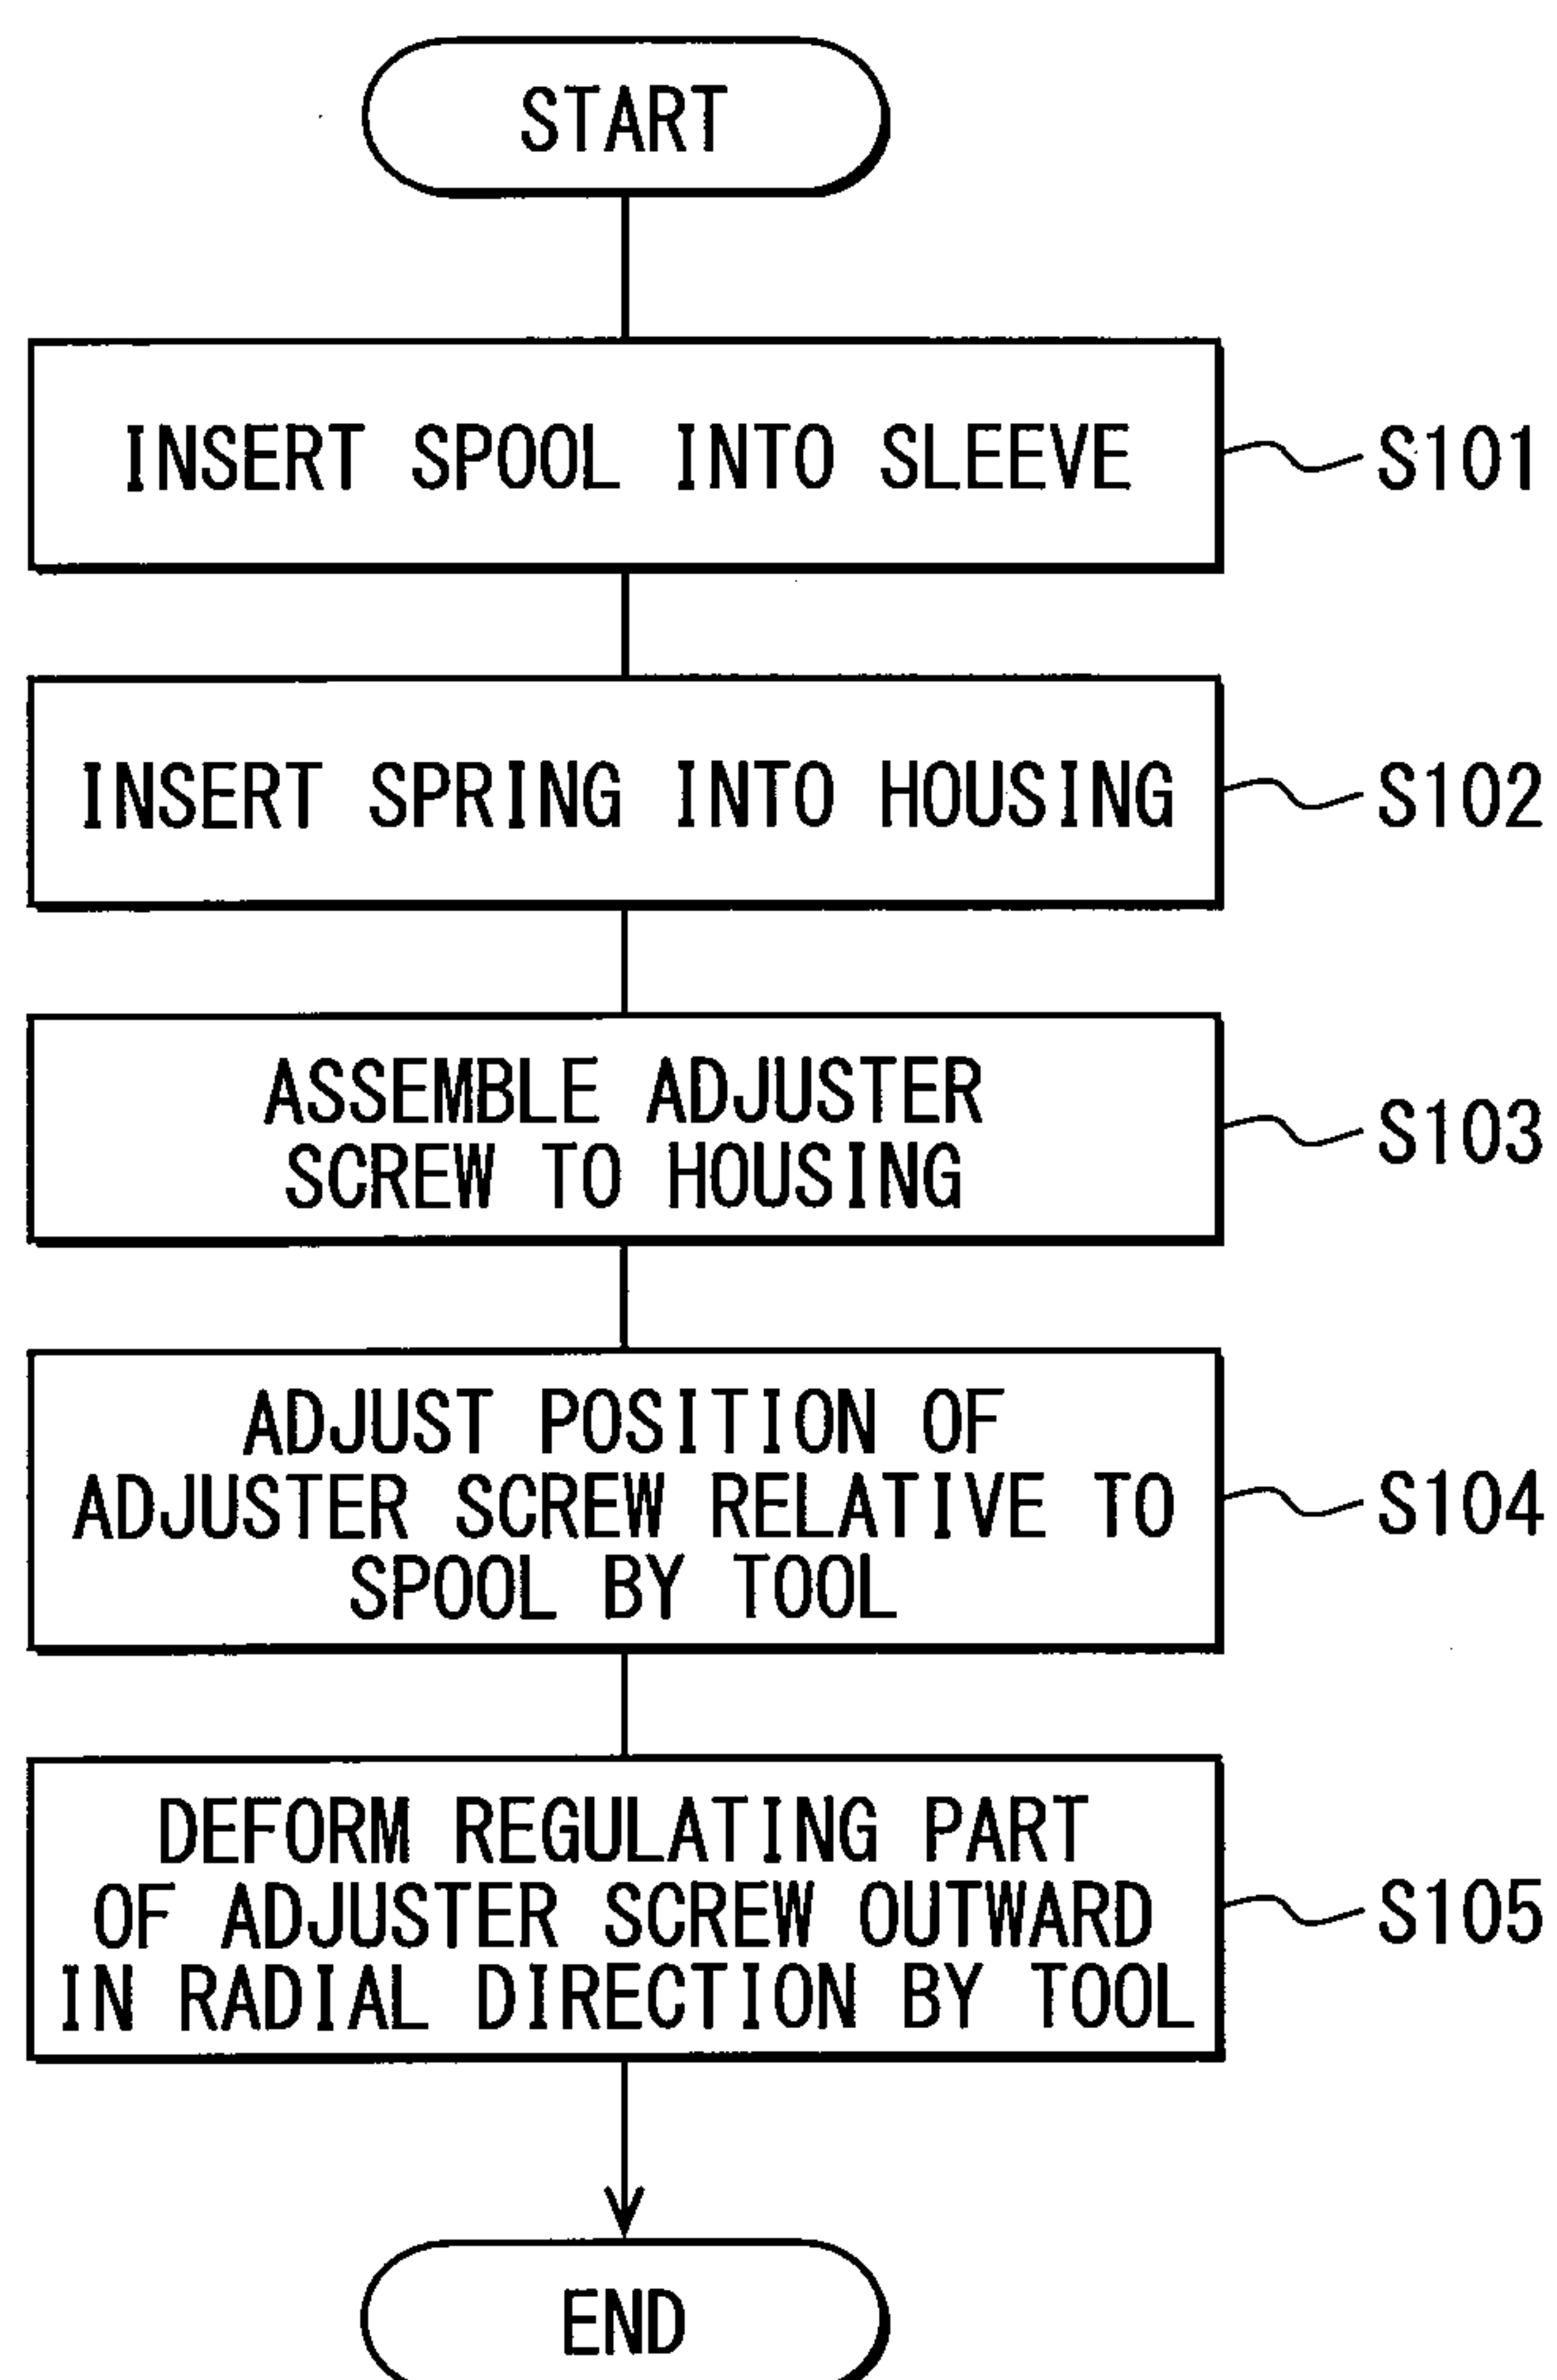 START
INSERT SPOOL INTO SLEEVE
S101
INSERT SPRING INTO HOUSING
S102
ASSEMBLE ADJUSTER
SCREW TO HOUSING
S103
ADJUST POSITION OF
ADJUSTER SCREW RELATIVE TO
SPOOL BY TOOL
S104
DEFORM REGULATING PART
OF ADJUSTER SCREW OUTWARD
IN RADIAL DIRECTION BY TOOL
S105
END